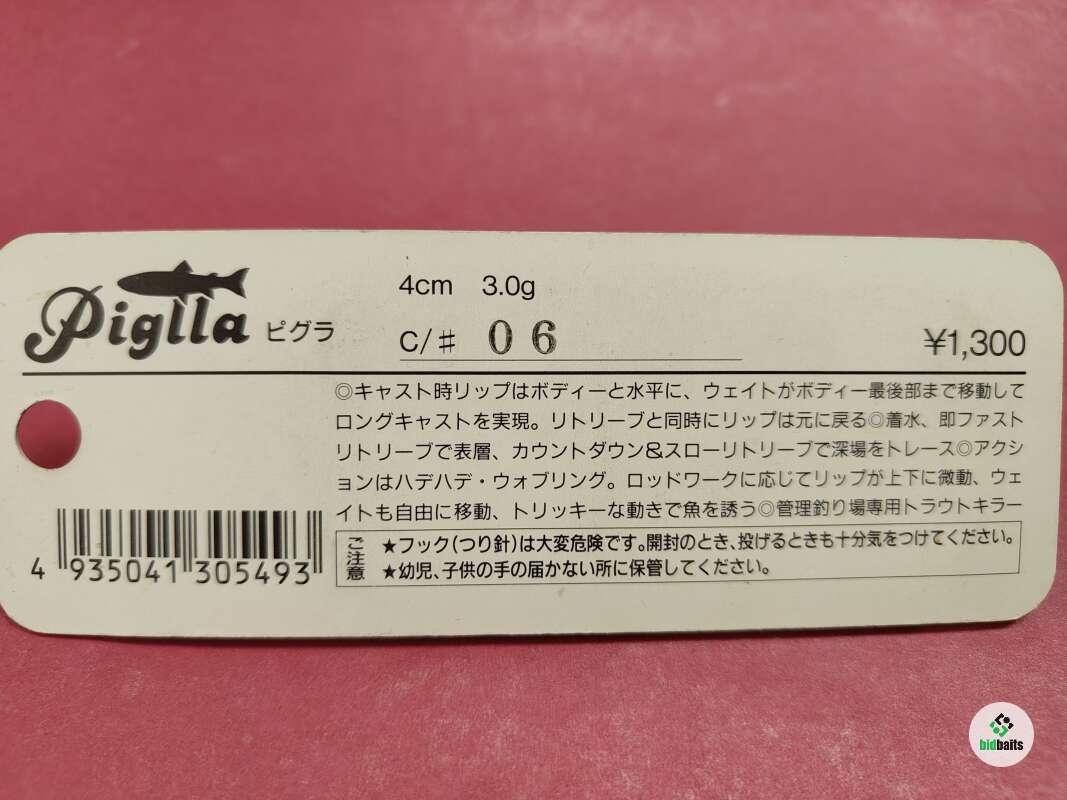 Piglla ピグラ
4cm 3.0g
C/♯ 06
¥1,300
◎キャスト時リップはボディーと水平に、ウェイトがボディー最後部まで移動して
ロングキャストを実現。リトリーブと同時にリップは元に戻る◎着水、即ファスト
リトリーブで表層、カウントダウン&スローリトリーブで深場をトレース◎アクシ
ョンはハデハデ・ウォブリング。ロッドワークに応じてリップが上下に微動、ウェ
イトも自由に移動、トリッキーな動きで魚を誘う◎管理釣り場専用トラウトキラー
ご注意
★フック(つり針)は大変危険です。開封のとき、投げるときも十分気をつけてください。
★幼児、子供の手の届かない所に保管してください。
4 935041 305493
bidbaits